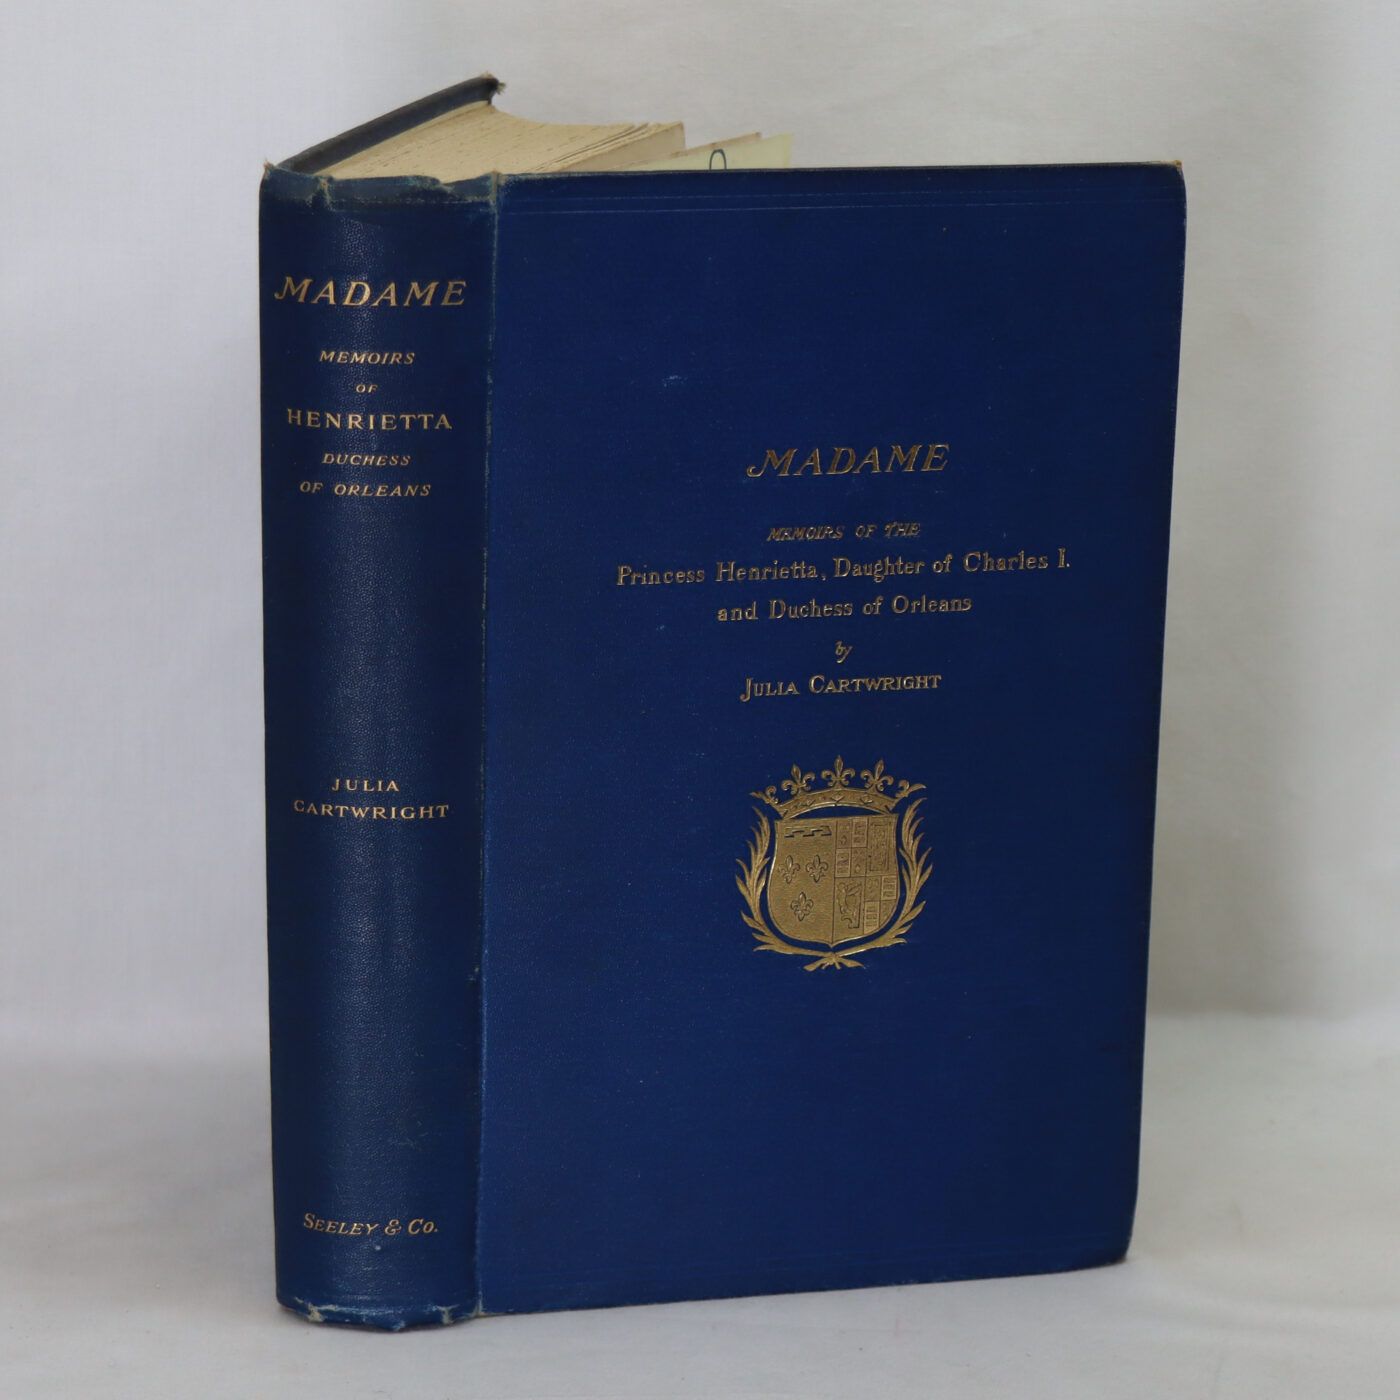 MADAME
MEMOIRS
OF
HENRIETTA
DUCHESS
OF ORLEANS
JULIA
CARTWRIGHT
SEELEY & CO.
MADAME
MEMOIRS OF THE
Princess Henrietta, Daughter of Charles I.
and Duchess of Orleans
by
JULIA CARTWRIGHT